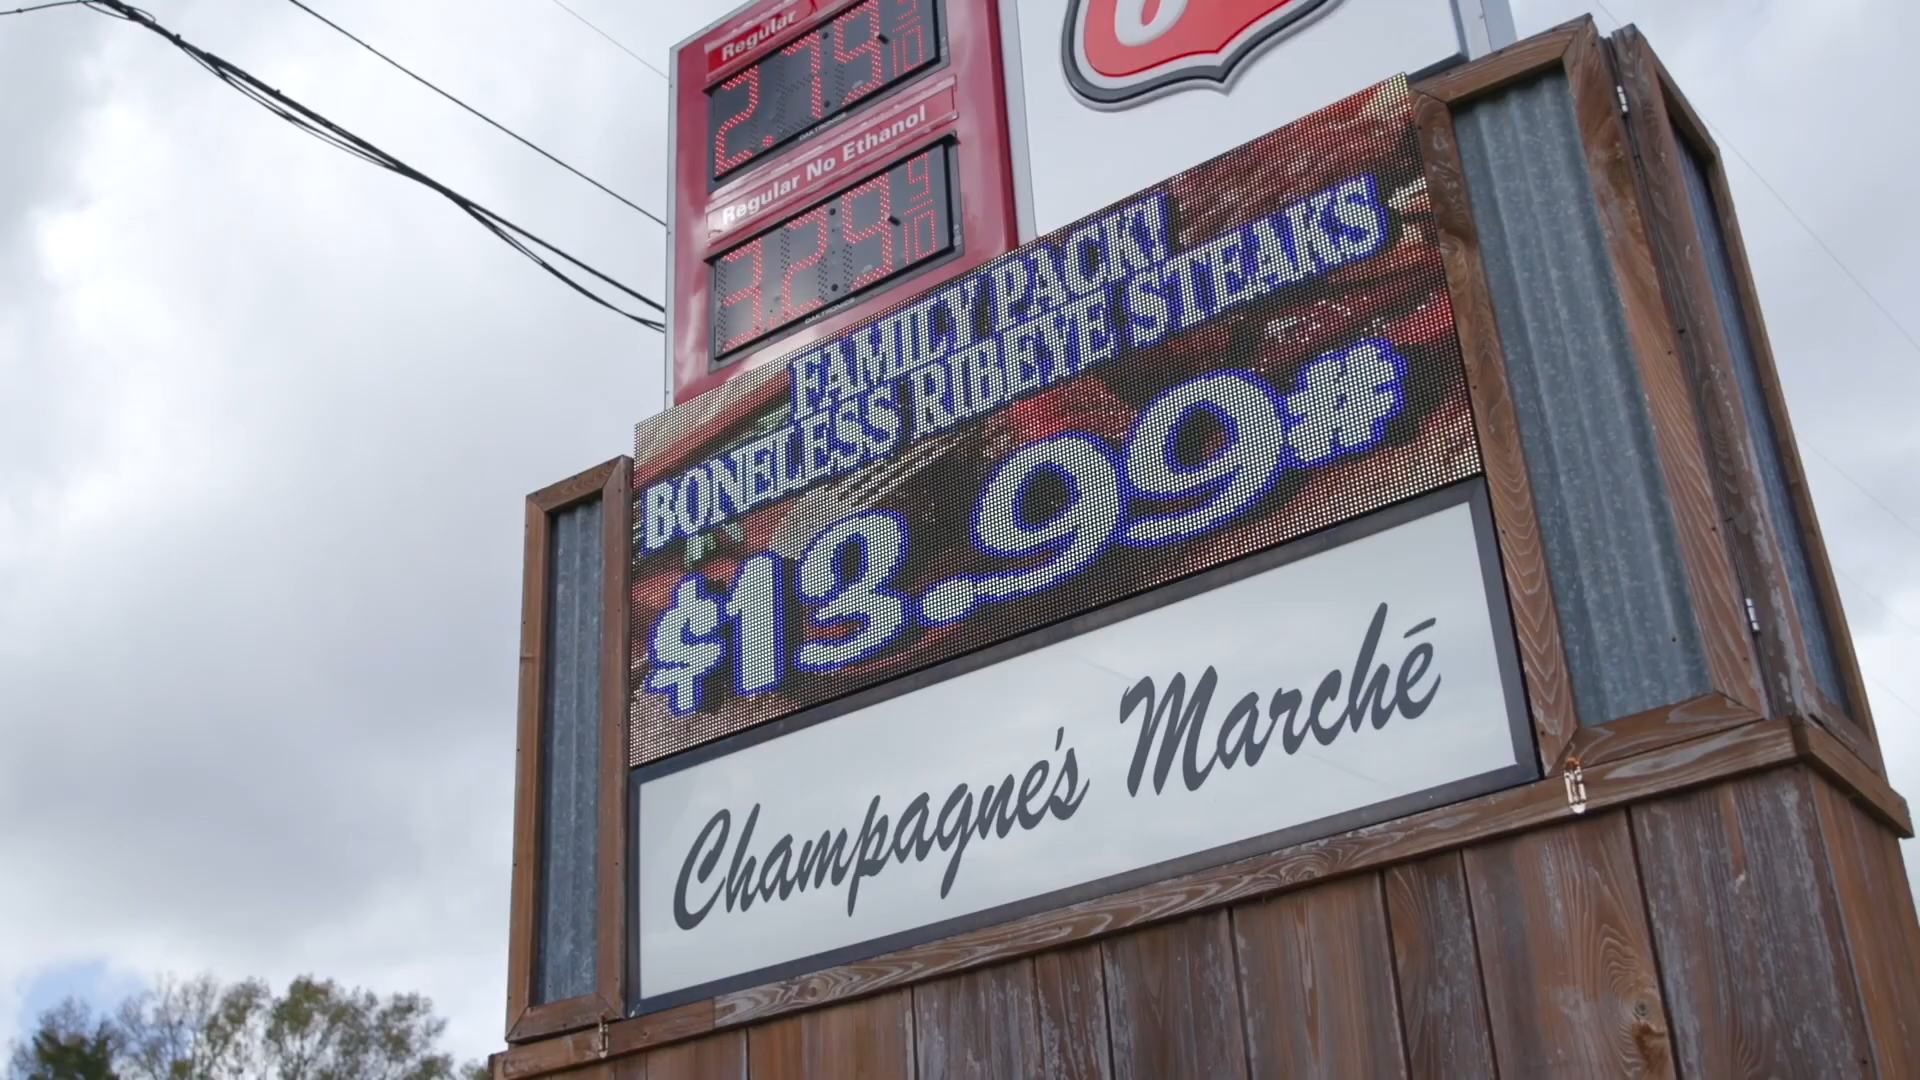 Regular
2.79 9/10
Regular No Ethanol
3.29 9/10
FAMILY PACK!
BONELESS RIBEYE STEAKS
$13.99#
Champagne's Marchē